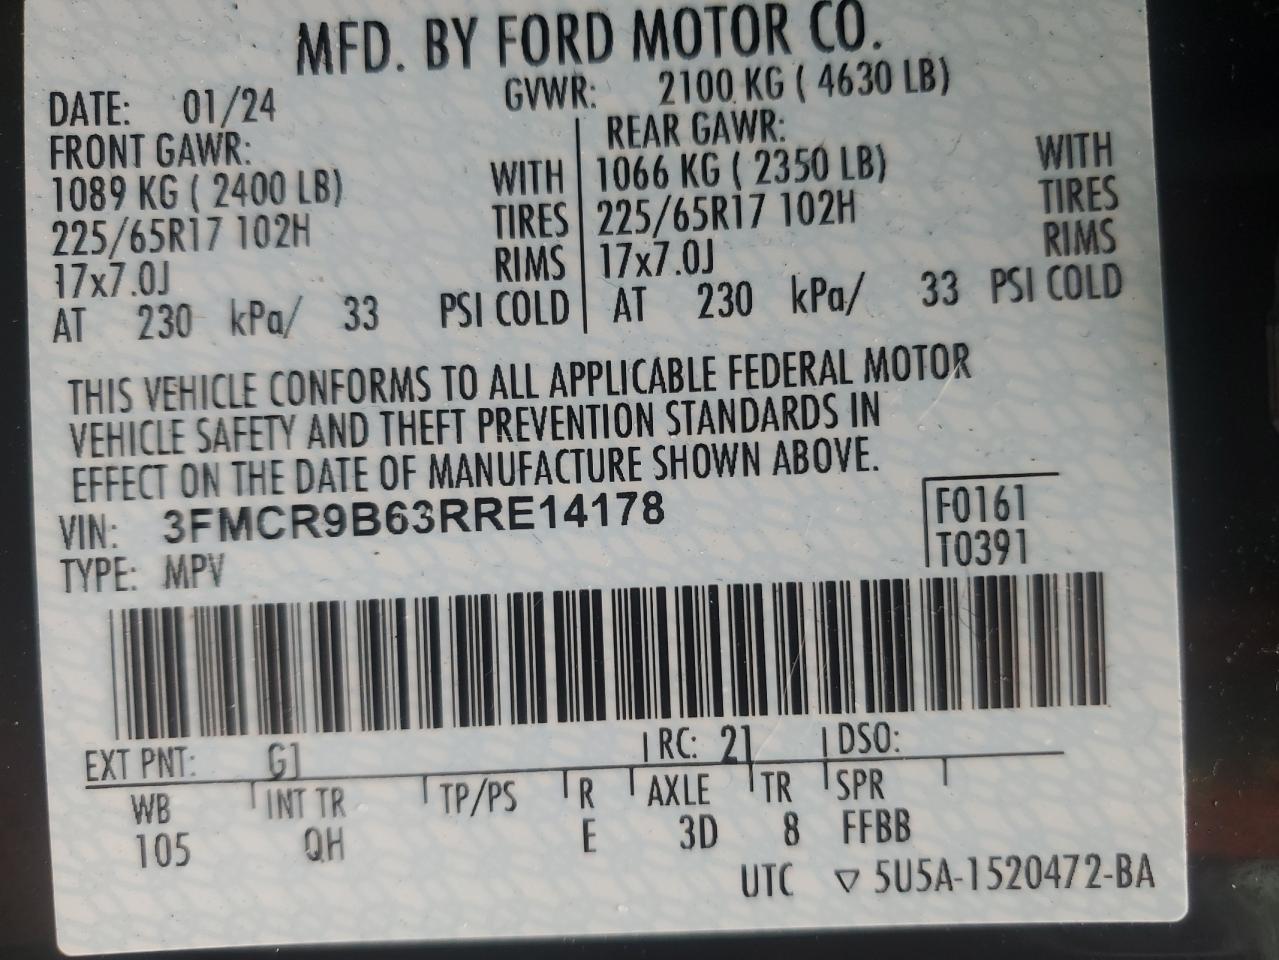 MFD. BY FORD MOTOR CO.
DATE: 01/24 GVWR: 2100 KG ( 4630 LB)
FRONT GAWR: REAR GAWR:
1089 KG ( 2400 LB) WITH 1066 KG ( 2350 LB) WITH
225/65R17 102H TIRES 225/65R17 102H TIRES
17x7.0J RIMS 17x7.0J RIMS
AT 230 kPa/ 33 PSI COLD AT 230 kPa/ 33 PSI COLD
THIS VEHICLE CONFORMS TO ALL APPLICABLE FEDERAL MOTOR
VEHICLE SAFETY AND THEFT PREVENTION STANDARDS IN
EFFECT ON THE DATE OF MANUFACTURE SHOWN ABOVE.
VIN: 3FMCR9B63RRE14178 F0161
TYPE: MPV T0391
EXT PNT: G1 RC: 21 DSO:
WB INT TR TP/PS R AXLE TR SPR
105 QH E 3D 8 FFBB
UTC ▽ 5U5A-1520472-BA